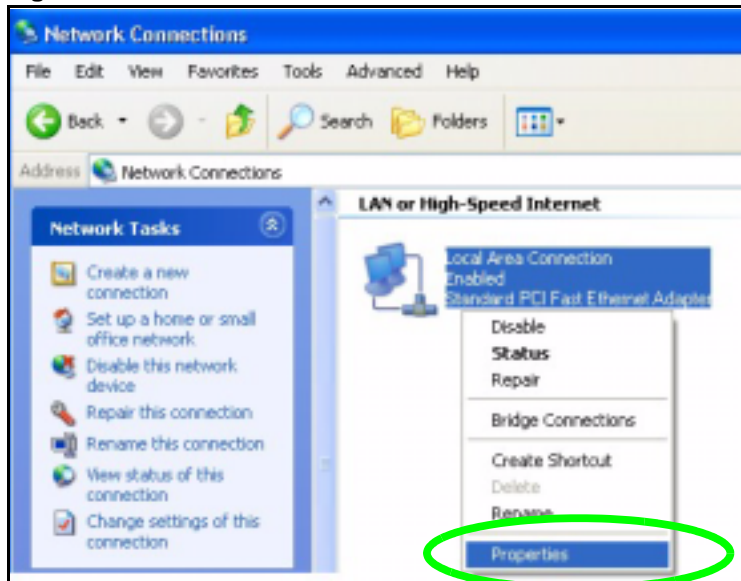 Network Connections
File Edit View Favorites Tools Advanced Help
Back Search Folders
Address Network Connections
LAN or High-Speed Internet
Network Tasks
Local Area Connection
Enabled
Standard PCI Fast Ethernet Adapter
Create a new
connection
Set up a home or small
office network
Disable this network
device
Repair this connection
Rename this connection
View status of this
connection
Change settings of this
connection
Disable
Status
Repair
Bridge Connections
Create Shortcut
Delete
Rename
Properties